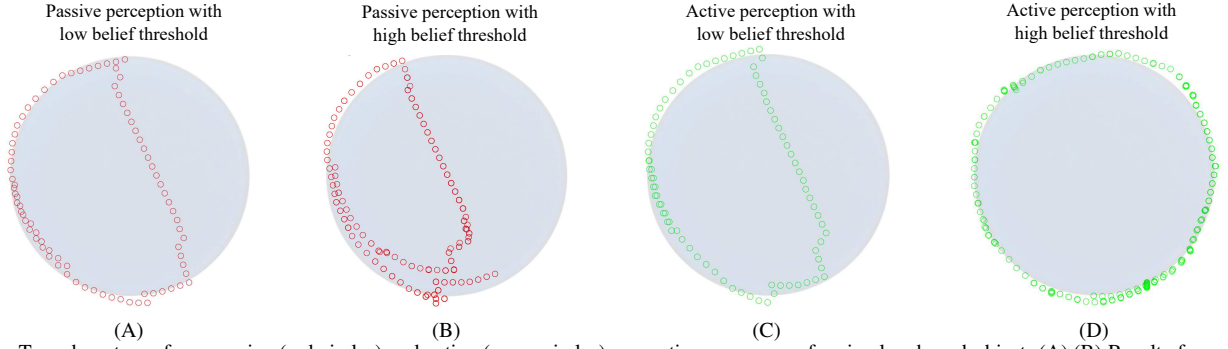 Passive perception with
low belief threshold
Passive perception with
high belief threshold
Active perception with
low belief threshold
Active perception with
high belief threshold
(A)
(B)
(C)
(D)